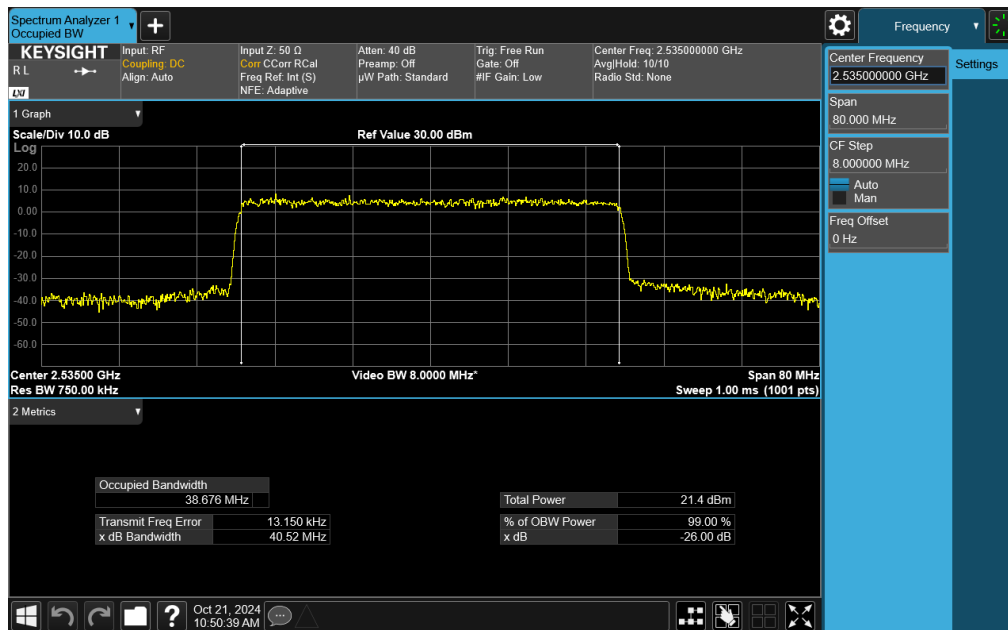 Spectrum Analyzer 1
Occupied BW
+
Frequency
KEYSIGHT
R L
LXI
Input: RF
Coupling: DC
Align: Auto
Input Z: 50 Ω
Corr CCorr RCal
Freq Ref: Int (S)
NFE: Adaptive
Atten: 40 dB
Preamp: Off
µW Path: Standard
Trig: Free Run
Gate: Off
#IF Gain: Low
Center Freq: 2.535000000 GHz
Avg|Hold: 10/10
Radio Std: None
Center Frequency
2.535000000 GHz
Settings
Span
80.000 MHz
CF Step
8.000000 MHz
Auto
Man
Freq Offset
0 Hz
1 Graph
Scale/Div 10.0 dB
Ref Value 30.00 dBm
Log
20.0
10.0
0.00
-10.0
-20.0
-30.0
-40.0
-50.0
-60.0
Center 2.53500 GHz
Video BW 8.0000 MHz*
Span 80 MHz
Res BW 750.00 kHz
Sweep 1.00 ms (1001 pts)
2 Metrics
Occupied Bandwidth
38.676 MHz
Total Power 21.4 dBm
Transmit Freq Error 13.150 kHz
% of OBW Power 99.00 %
x dB Bandwidth 40.52 MHz
x dB -26.00 dB
?
Oct 21, 2024
10:50:39 AM